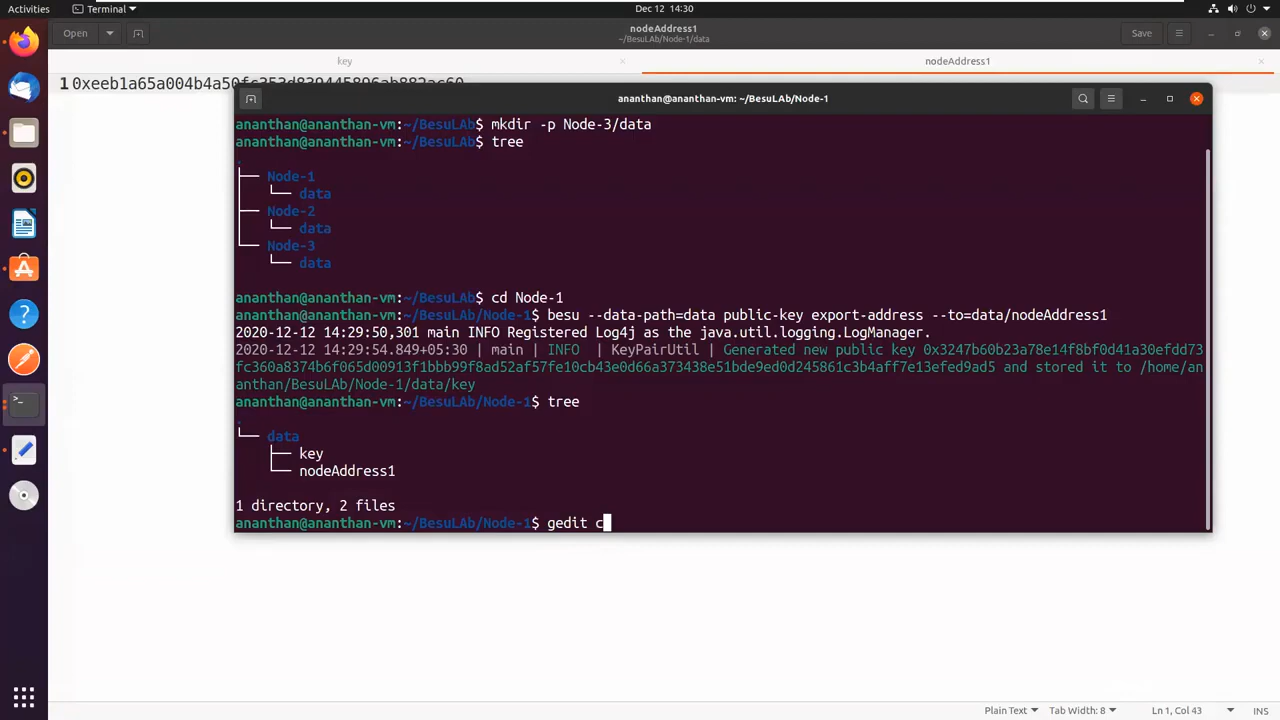 Activities Terminal Dec 12 14:30
Open nodeAddress1 Save
~/BesuLAb/Node-1/data
key nodeAddress1
1 0xeeb1a65a004b4a50fc353d839445896ab882ac60
ananthan@ananthan-vm: ~/BesuLAb/Node-1
ananthan@ananthan-vm:~/BesuLAb$ mkdir -p Node-3/data
ananthan@ananthan-vm:~/BesuLAb$ tree
.
├── Node-1
│   └── data
├── Node-2
│   └── data
└── Node-3
    └── data
ananthan@ananthan-vm:~/BesuLAb$ cd Node-1
ananthan@ananthan-vm:~/BesuLAb/Node-1$ besu --data-path=data public-key export-address --to=data/nodeAddress1
2020-12-12 14:29:50,301 main INFO Registered Log4j as the java.util.logging.LogManager.
2020-12-12 14:29:54.849+05:30 | main | INFO  | KeyPairUtil | Generated new public key 0x3247b60b23a78e14f8bf0d41a30efdd73
fc360a8374b6f065d00913f1bbb99f8ad52af57fe10cb43e0d66a373438e51bde9ed0d245861c3b4aff7e13efed9ad5 and stored it to /home/an
anthan/BesuLAb/Node-1/data/key
ananthan@ananthan-vm:~/BesuLAb/Node-1$ tree
.
└── data
    ├── key
    └── nodeAddress1
1 directory, 2 files
ananthan@ananthan-vm:~/BesuLAb/Node-1$ gedit c
Plain Text Tab Width: 8 Ln 1, Col 43 INS